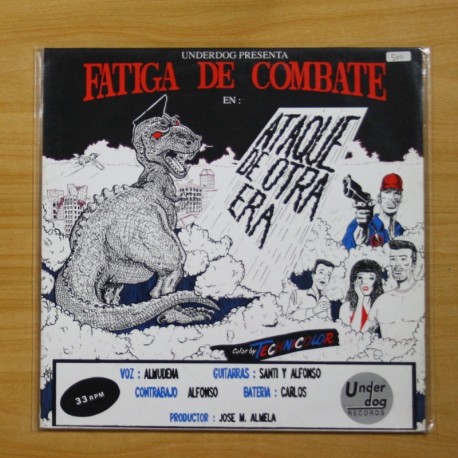 UNDERDOG PRESENTA
FATIGA DE COMBATE
EN :
ATAQUE
DE OTRA
ERA
Color by TECHNICOLOR
VOZ : ALMUDENA GUITARRAS : SANTI Y ALFONSO
CONTRABAJO ALFONSO BATERIA : CARLOS
PRODUCTOR : JOSE M. ALMELA
33 RPM
Under
dog
RECORDS